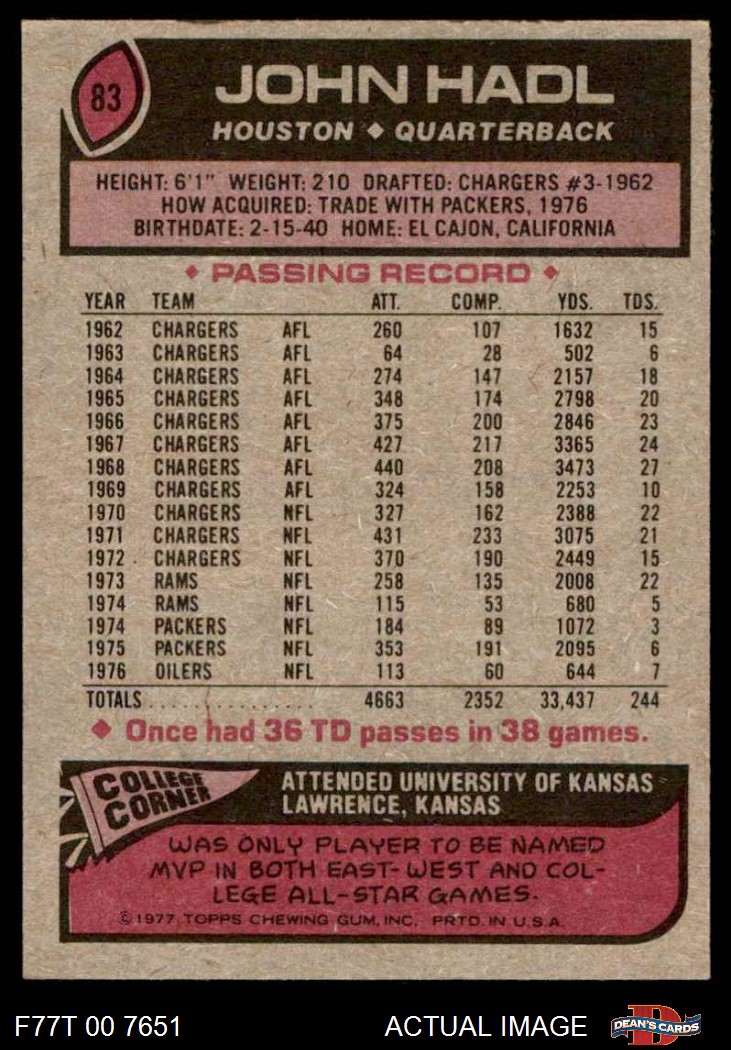 83
JOHN HADL
HOUSTON ◆ QUARTERBACK
HEIGHT: 6'1" WEIGHT: 210 DRAFTED: CHARGERS #3-1962
HOW ACQUIRED: TRADE WITH PACKERS, 1976
BIRTHDATE: 2-15-40 HOME: EL CAJON, CALIFORNIA
◆ PASSING RECORD ◆
YEAR TEAM ATT. COMP. YDS. TDS.
1962 CHARGERS AFL 260 107 1632 15
1963 CHARGERS AFL 64 28 502 6
1964 CHARGERS AFL 274 147 2157 18
1965 CHARGERS AFL 348 174 2798 20
1966 CHARGERS AFL 375 200 2846 23
1967 CHARGERS AFL 427 217 3365 24
1968 CHARGERS AFL 440 208 3473 27
1969 CHARGERS AFL 324 158 2253 10
1970 CHARGERS NFL 327 162 2388 22
1971 CHARGERS NFL 431 233 3075 21
1972 CHARGERS NFL 370 190 2449 15
1973 RAMS NFL 258 135 2008 22
1974 RAMS NFL 115 53 680 5
1974 PACKERS NFL 184 89 1072 3
1975 PACKERS NFL 353 191 2095 6
1976 OILERS NFL 113 60 644 7
TOTALS............... 4663 2352 33,437 244
◆ Once had 36 TD passes in 38 games.
COLLEGE
CORNER
ATTENDED UNIVERSITY OF KANSAS
LAWRENCE, KANSAS
WAS ONLY PLAYER TO BE NAMED
MVP IN BOTH EAST-WEST AND COL-
LEGE ALL-STAR GAMES.
©1977 TOPPS CHEWING GUM, INC. PRTD. IN U.S.A.
F77T 00 7651 ACTUAL IMAGE
D
DEAN'S CARDS